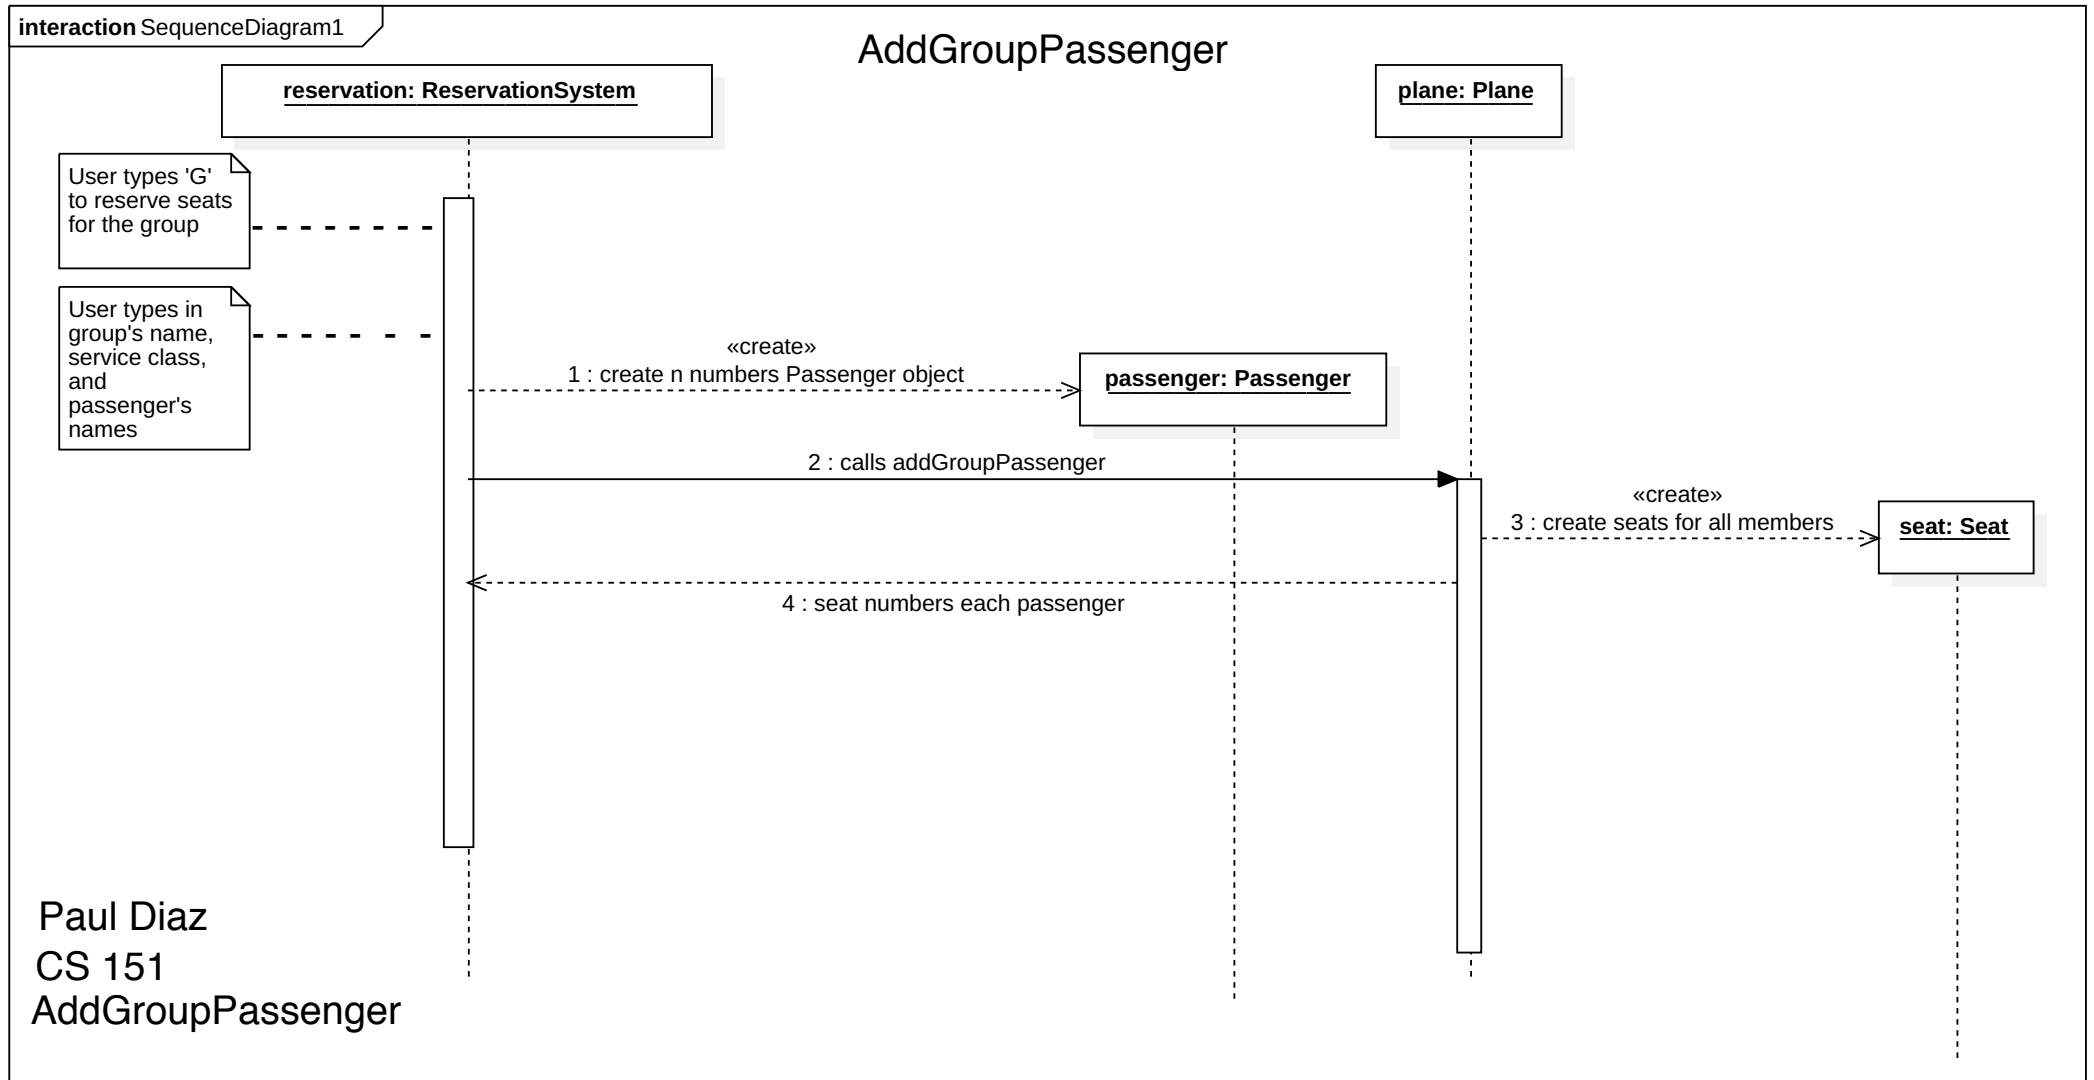 interaction SequenceDiagram1
AddGroupPassenger
reservation: ReservationSystem
plane: Plane
User types 'G'
to reserve seats
for the group
User types in
group's name,
service class,
and
passenger's
names
«create»
1 : create n numbers Passenger object
passenger: Passenger
2 : calls addGroupPassenger
«create»
3 : create seats for all members
seat: Seat
4 : seat numbers each passenger
Paul Diaz
CS 151
AddGroupPassenger